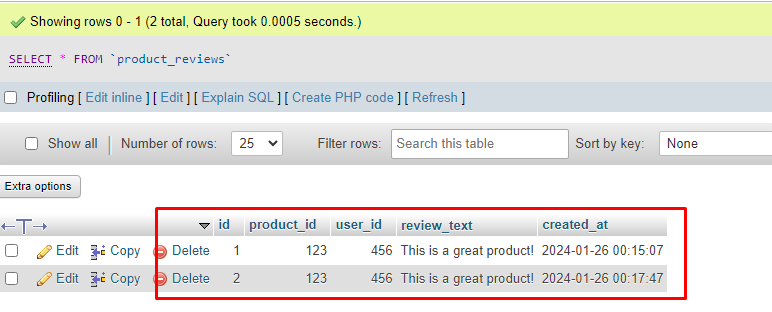 Showing rows 0 - 1 (2 total, Query took 0.0005 seconds.)
SELECT * FROM `product_reviews`
Profiling [ Edit inline ] [ Edit ] [ Explain SQL ] [ Create PHP code ] [ Refresh ]
Show all Number of rows: 25 Filter rows: Search this table Sort by key: None
Extra options
id product_id user_id review_text created_at
Edit Copy Delete 1 123 456 This is a great product! 2024-01-26 00:15:07
Edit Copy Delete 2 123 456 This is a great product! 2024-01-26 00:17:47